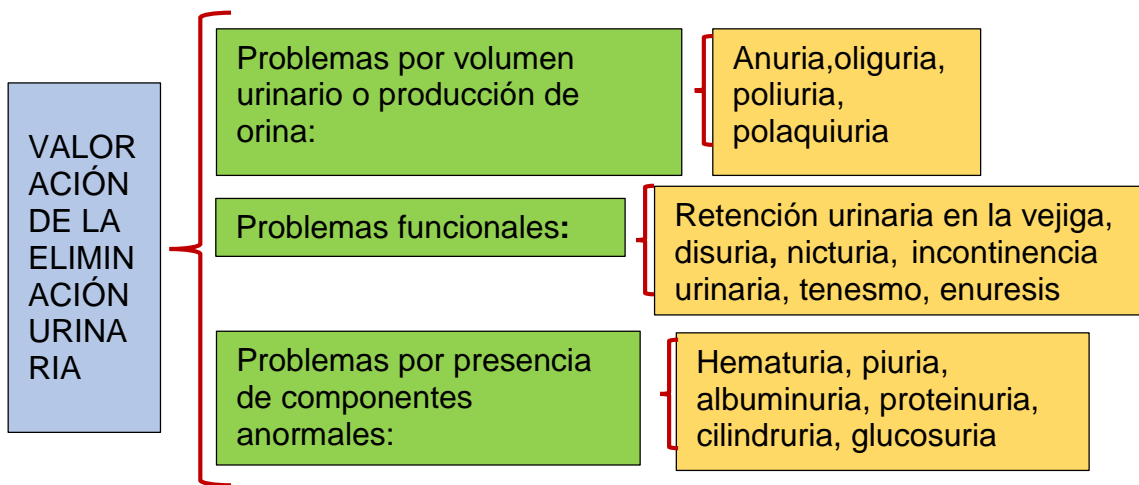 VALOR
ACIÓN
DE LA
ELIMIN
ACIÓN
URINA
RIA
Problemas por volumen
urinario o producción de
orina:
Anuria,oliguria,
poliuria,
polaquiuria
Problemas funcionales:
Retención urinaria en la vejiga,
disuria, nicturia, incontinencia
urinaria, tenesmo, enuresis
Problemas por presencia
de componentes
anormales:
Hematuria, piuria,
albuminuria, proteinuria,
cilindruria, glucosuria